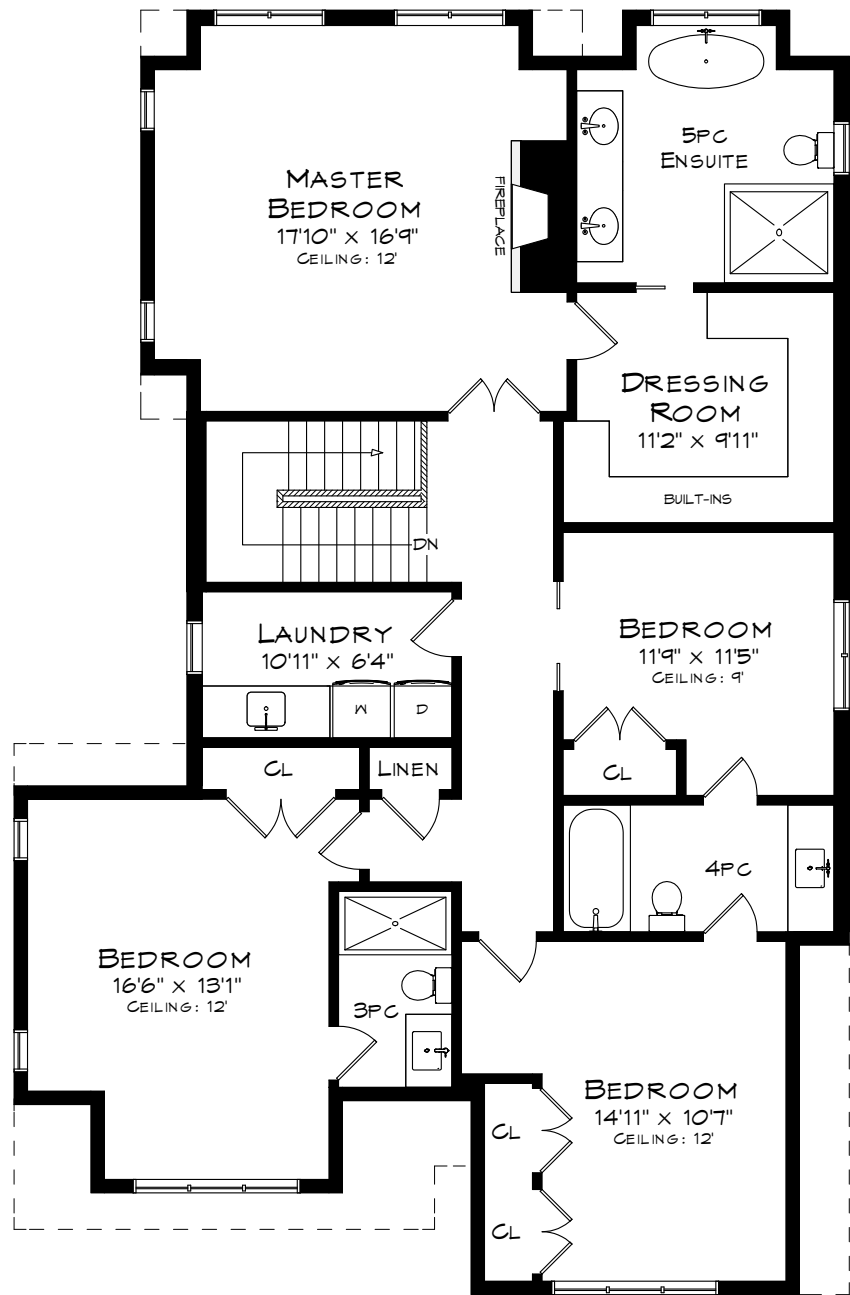 MASTER
BEDROOM
17'10" × 16'9"
CEILING: 12'
FIREPLACE
5PC
ENSUITE
DRESSING
ROOM
11'2" × 9'11"
BUILT-INS
DN
LAUNDRY
10'11" × 6'4"
W
D
BEDROOM
11'9" × 11'5"
CEILING: 9'
CL
CL
LINEN
4PC
BEDROOM
16'6" × 13'1"
CEILING: 12'
3PC
BEDROOM
14'11" × 10'7"
CEILING: 12'
CL
CL